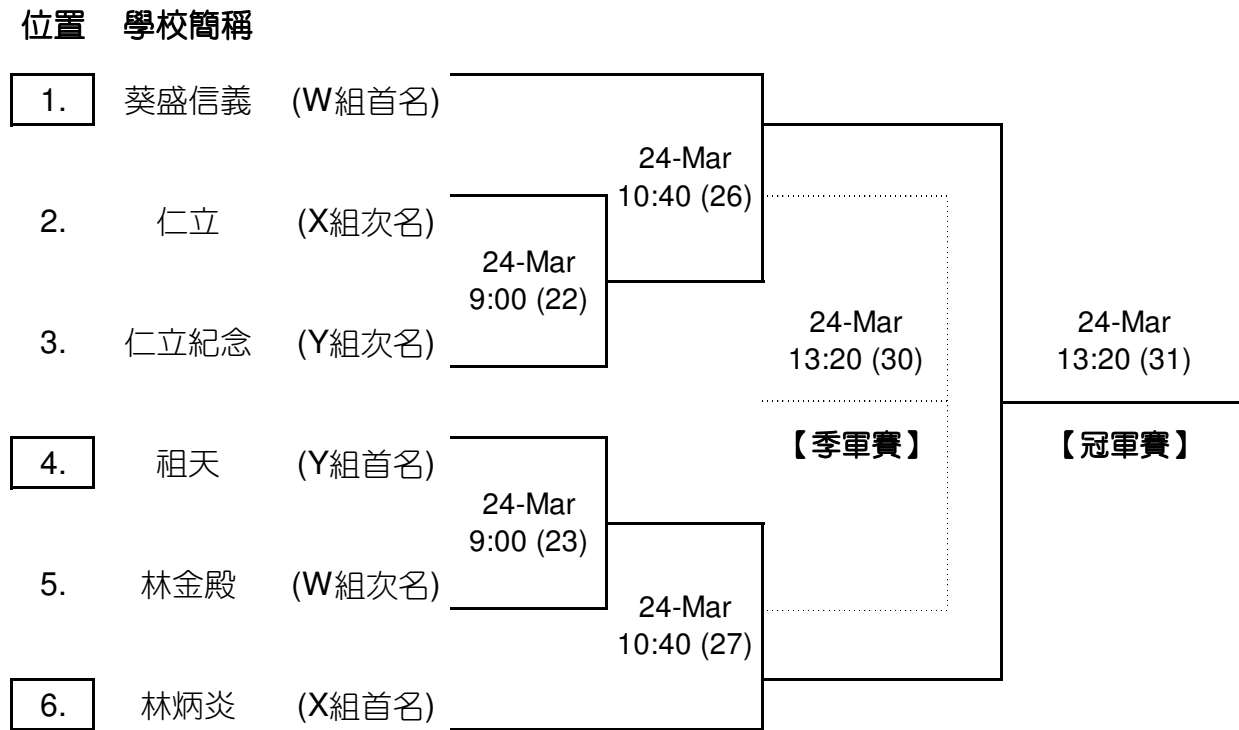 位置 學校簡稱
1. 葵盛信義 (W組首名)
24-Mar
10:40 (26)
2. 仁立 (X組次名)
24-Mar
9:00 (22)
3. 仁立紀念 (Y組次名)
24-Mar
13:20 (30)
24-Mar
13:20 (31)
【季軍賽】
【冠軍賽】
4. 祖天 (Y組首名)
24-Mar
9:00 (23)
5. 林金殿 (W組次名)
24-Mar
10:40 (27)
6. 林炳炎 (X組首名)